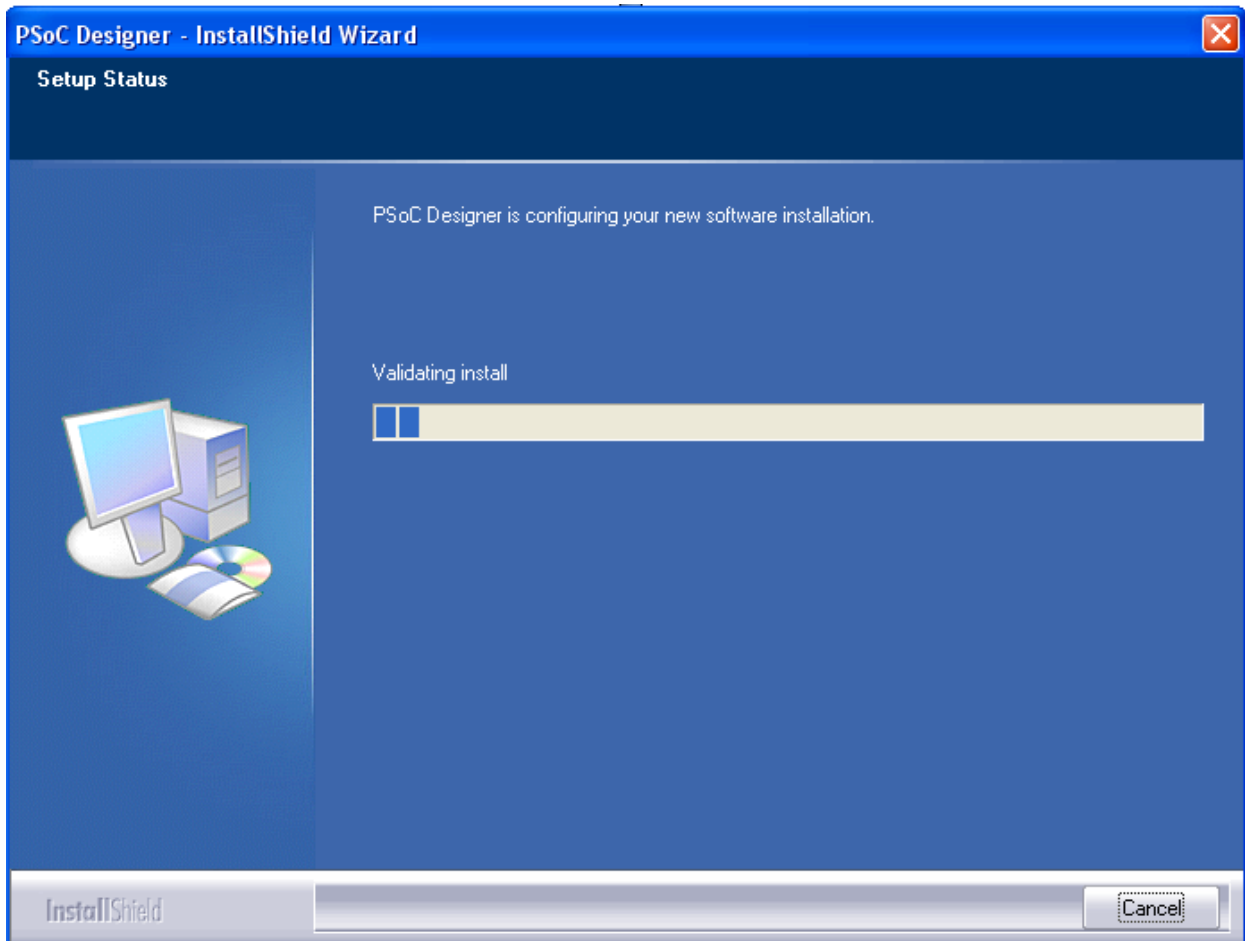 PSoC Designer - InstallShield Wizard
Setup Status
PSoC Designer is configuring your new software installation.
Validating install
InstallShield
Cancel